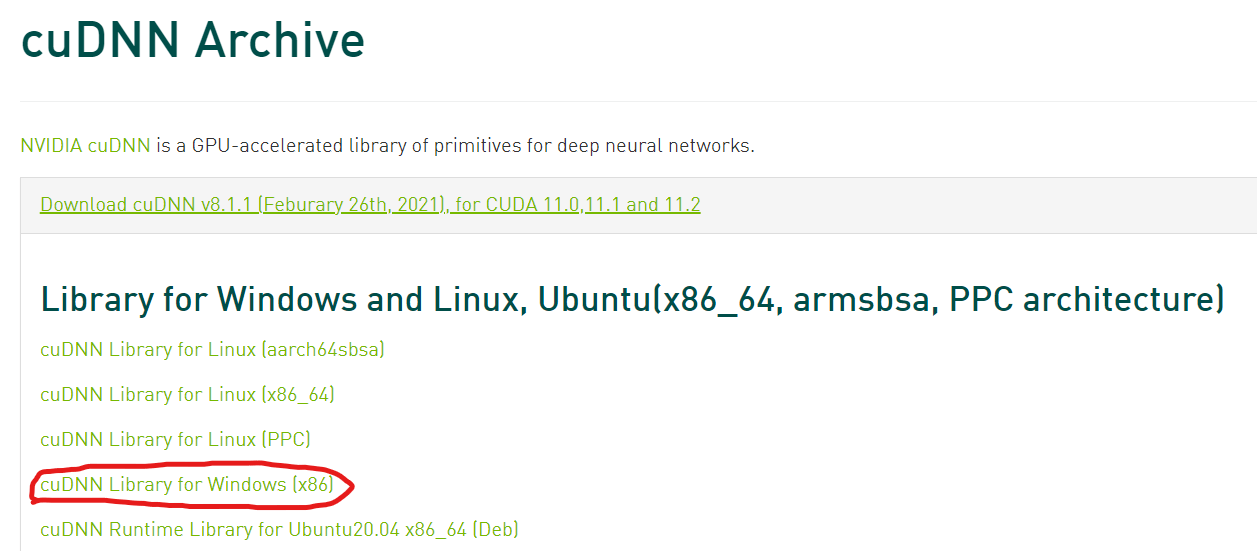 cuDNN Archive
NVIDIA cuDNN is a GPU-accelerated library of primitives for deep neural networks.
Download cuDNN v8.1.1 (Feburary 26th, 2021), for CUDA 11.0,11.1 and 11.2
Library for Windows and Linux, Ubuntu(x86_64, armsbsa, PPC architecture)
cuDNN Library for Linux (aarch64sbsa)
cuDNN Library for Linux (x86_64)
cuDNN Library for Linux (PPC)
cuDNN Library for Windows (x86)
cuDNN Runtime Library for Ubuntu20.04 x86_64 (Deb)